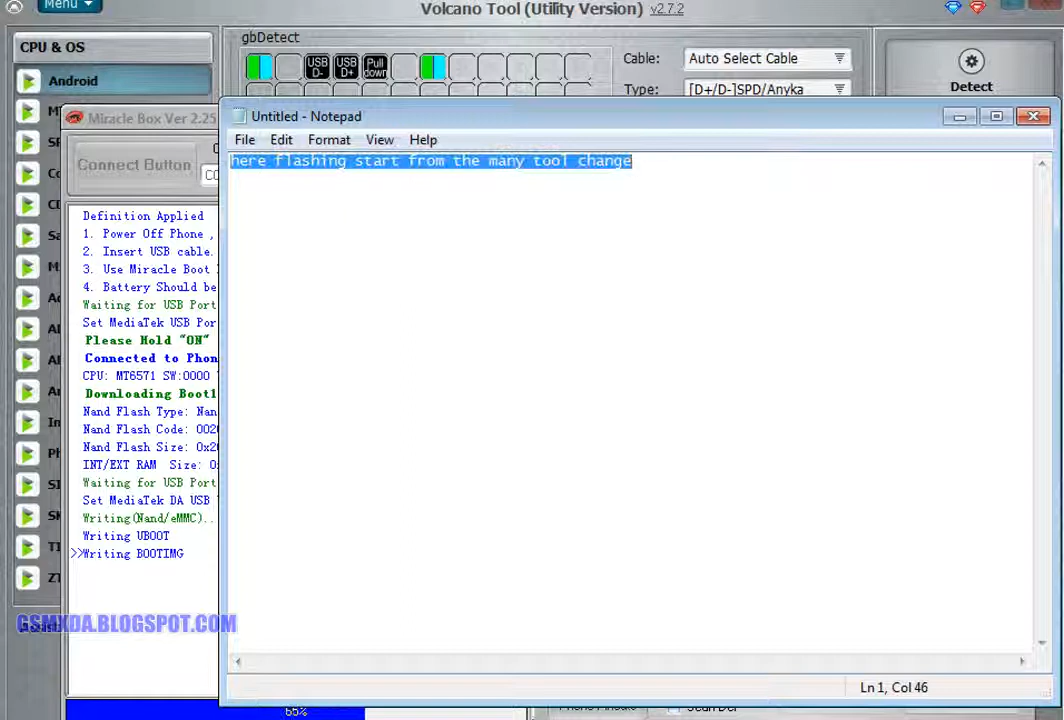 Menu
Volcano Tool (Utility Version) v2.7.2
CPU & OS
Android
gbDetect
USB D-
USB D+
Pull down
Cable:
Auto Select Cable
Type:
[D+/D-]SPD/Anyka
Detect
Miracle Box Ver 2.25
Connect Button
Untitled - Notepad
File Edit Format View Help
here flashing start from the many tool change
Definition Applied
1. Power Off Phone ,
2. Insert USB cable.
3. Use Miracle Boot
4. Battery Should be
Waiting for USB Port
Set MediaTek USB Por
Please Hold "ON"
Connected to Phon
CPU: MT6571 SW:0000
Downloading Boot1
Nand Flash Type: Nan
Nand Flash Code: 002
Nand Flash Size: 0x2
INT/EXT RAM Size: 0
Waiting for USB Port
Set MediaTek DA USB
Writing(Nand/eMMC)..
Writing UBOOT
>>Writing BOOTIMG
GSMXDA.BLOGSPOT.COM
Ln 1, Col 46
65%